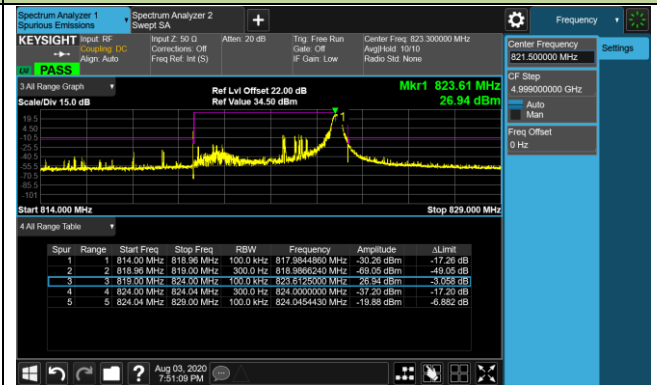 Spectrum Analyzer 1
Spurious Emissions
Spectrum Analyzer 2
Swept SA
Frequency
KEYSIGHT
Input: RF
Coupling: DC
Align: Auto
Input Z: 50 Ω
Corrections: Off
Freq Ref: Int (S)
Atten: 20 dB
Trig: Free Run
Gate: Off
IF Gain: Low
Center Freq: 823.300000 MHz
Avg|Hold: 10/10
Radio Std: None
PASS
Center Frequency
821.500000 MHz
Settings
CF Step
4.999000000 GHz
Auto
Man
Freq Offset
0 Hz
3 All Range Graph
Scale/Div 15.0 dB
Ref Lvl Offset 22.00 dB
Ref Value 34.50 dBm
Mkr1 823.61 MHz
26.94 dBm
1
19.5
4.50
-10.5
-25.5
-40.5
-55.5
-70.5
-85.5
-101
Start 814.000 MHz
Stop 829.000 MHz
4 All Range Table
Spur Range Start Freq Stop Freq RBW Frequency Amplitude ΔLimit
1 1 814.00 MHz 818.96 MHz 100.0 kHz 817.9844860 MHz -30.26 dBm -17.26 dB
2 2 818.96 MHz 819.00 MHz 300.0 Hz 818.9866240 MHz -69.05 dBm -49.05 dB
3 3 819.00 MHz 824.00 MHz 100.0 kHz 823.6125000 MHz 26.94 dBm -3.058 dB
4 4 824.00 MHz 824.04 MHz 300.0 Hz 824.0000000 MHz -37.20 dBm -17.20 dB
5 5 824.04 MHz 829.00 MHz 100.0 kHz 824.0454430 MHz -19.88 dBm -6.882 dB
Aug 03, 2020
7:51:09 PM